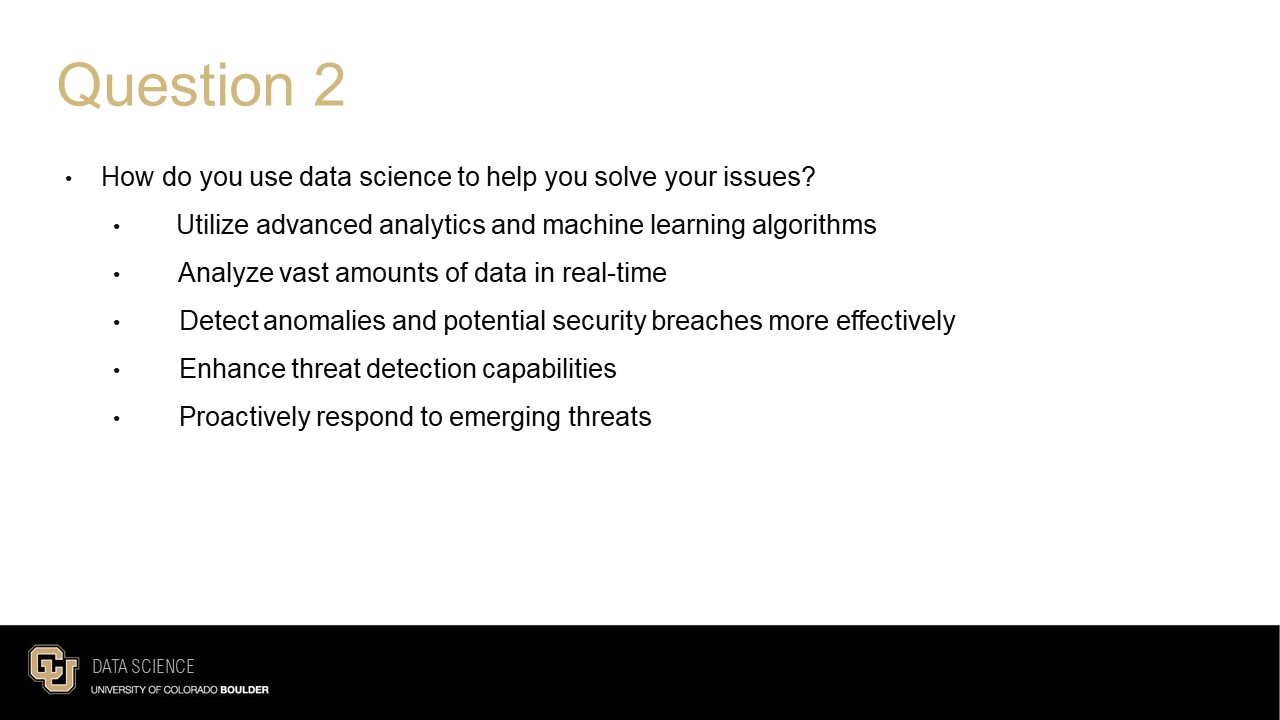 Question 2
• How do you use data science to help you solve your issues?
• Utilize advanced analytics and machine learning algorithms
• Analyze vast amounts of data in real-time
• Detect anomalies and potential security breaches more effectively
• Enhance threat detection capabilities
• Proactively respond to emerging threats
CU
DATA SCIENCE
UNIVERSITY OF COLORADO BOULDER